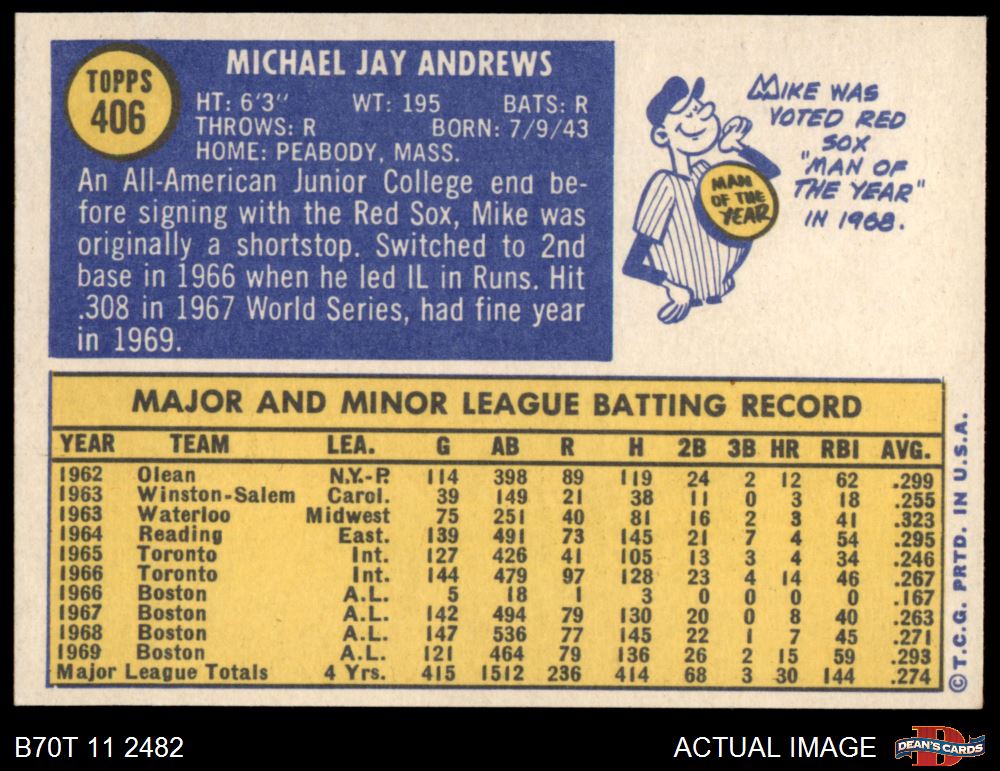 TOPPS
406
MICHAEL JAY ANDREWS
HT: 6'3" WT: 195 BATS: R
THROWS: R BORN: 7/9/43
HOME: PEABODY, MASS.
An All-American Junior College end be-
fore signing with the Red Sox, Mike was
originally a shortstop. Switched to 2nd
base in 1966 when he led IL in Runs. Hit
.308 in 1967 World Series, had fine year
in 1969.
MIKE WAS
VOTED RED
SOX
"MAN OF
THE YEAR"
IN 1968.
MAN
OF THE
YEAR
MAJOR AND MINOR LEAGUE BATTING RECORD
YEAR TEAM LEA. G AB R H 2B 3B HR RBI AVG.
1962 Olean N.Y.-P. 114 398 89 119 24 2 12 62 .299
1963 Winston-Salem Carol. 39 149 21 38 11 0 3 18 .255
1963 Waterloo Midwest 75 251 40 81 16 2 3 41 .323
1964 Reading East. 139 491 73 145 21 7 4 54 .295
1965 Toronto Int. 127 426 41 105 13 3 4 34 .246
1966 Toronto Int. 144 479 97 128 23 4 14 46 .267
1966 Boston A.L. 5 18 1 3 0 0 0 0 .167
1967 Boston A.L. 142 494 79 130 20 0 8 40 .263
1968 Boston A.L. 147 536 77 145 22 1 7 45 .271
1969 Boston A.L. 121 464 79 136 26 2 15 59 .293
Major League Totals 4 Yrs. 415 1512 236 414 68 3 30 144 .274
© T.C.G. PRTD. IN U.S.A.
B70T 11 2482
ACTUAL IMAGE
D
DEAN'S CARDS